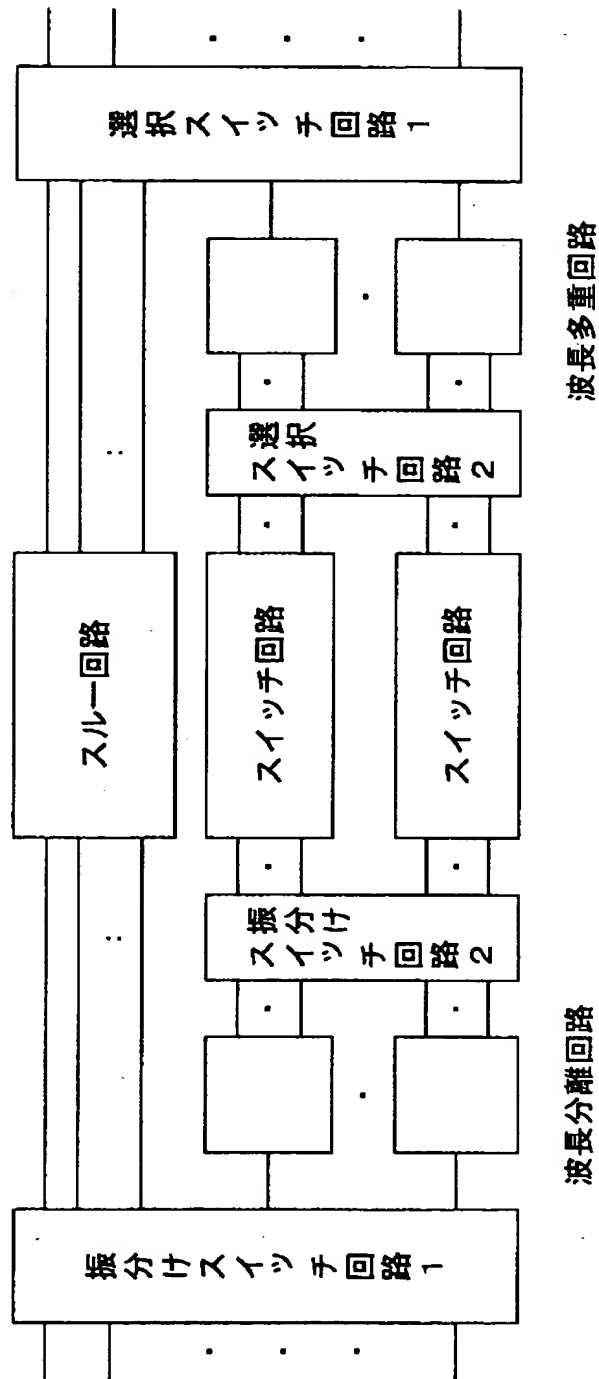 振分けスイッチ回路1
波長分離回路
振分け
スイッチ回路2
スルー回路
スイッチ回路
スイッチ回路
選択
スイッチ回路2
波長多重回路
選択スイッチ回路1